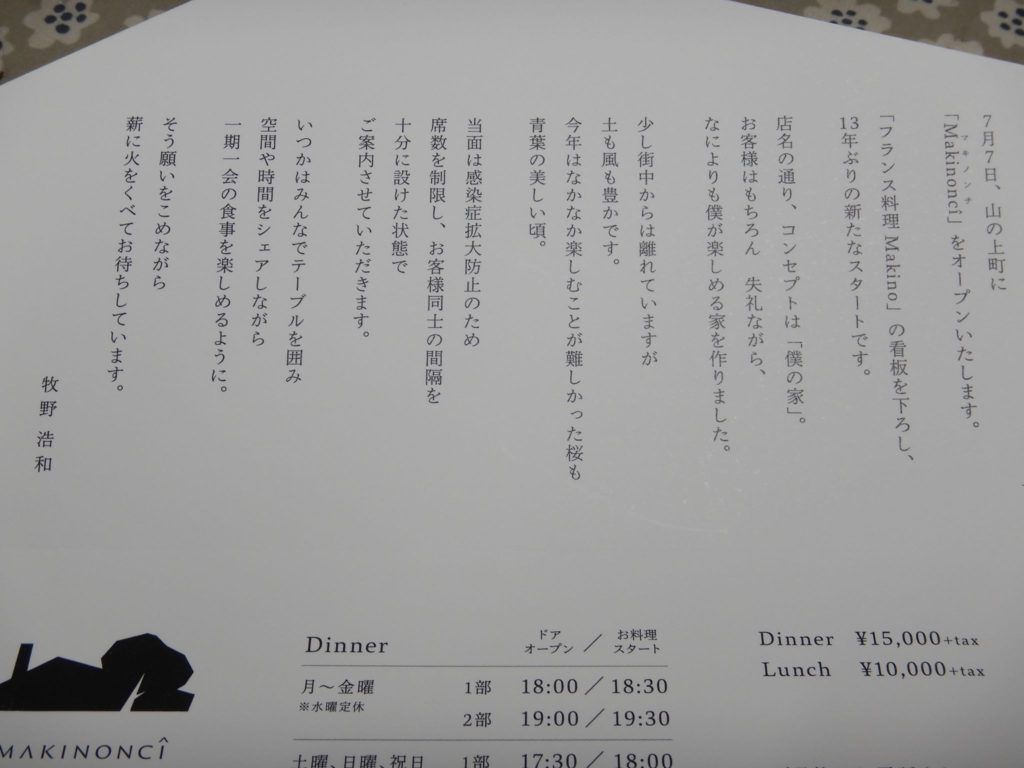 7月7日、山の上町に
「Makinoncî」をオープンいたします。
マキノンチ
「フランス料理 Makino」の看板を下ろし、
13年ぶりの新たなスタートです。
店名の通り、コンセプトは「僕の家」。
お客様はもちろん 失礼ながら、
なによりも僕が楽しめる家を作りました。
少し街中からは離れていますが
土も風も豊かです。
今年はなかなか楽しむことが難しかった桜も
青葉の美しい頃。
当面は感染症拡大防止のため
席数を制限し、お客様同士の間隔を
十分に設けた状態で
ご案内させていただきます。
いつかはみんなでテーブルを囲み
空間や時間をシェアしながら
一期一会の食事を楽しめるように。
そう願いをこめながら
薪に火をくべてお待ちしています。
牧野 浩和
MAKINONCÎ
Dinner ドアオープン / お料理スタート
月〜金曜 1部 18:00 / 18:30
※水曜定休 2部 19:00 / 19:30
土曜、日曜、祝日 1部 17:30 / 18:00
Dinner ¥15,000+tax
Lunch ¥10,000+tax